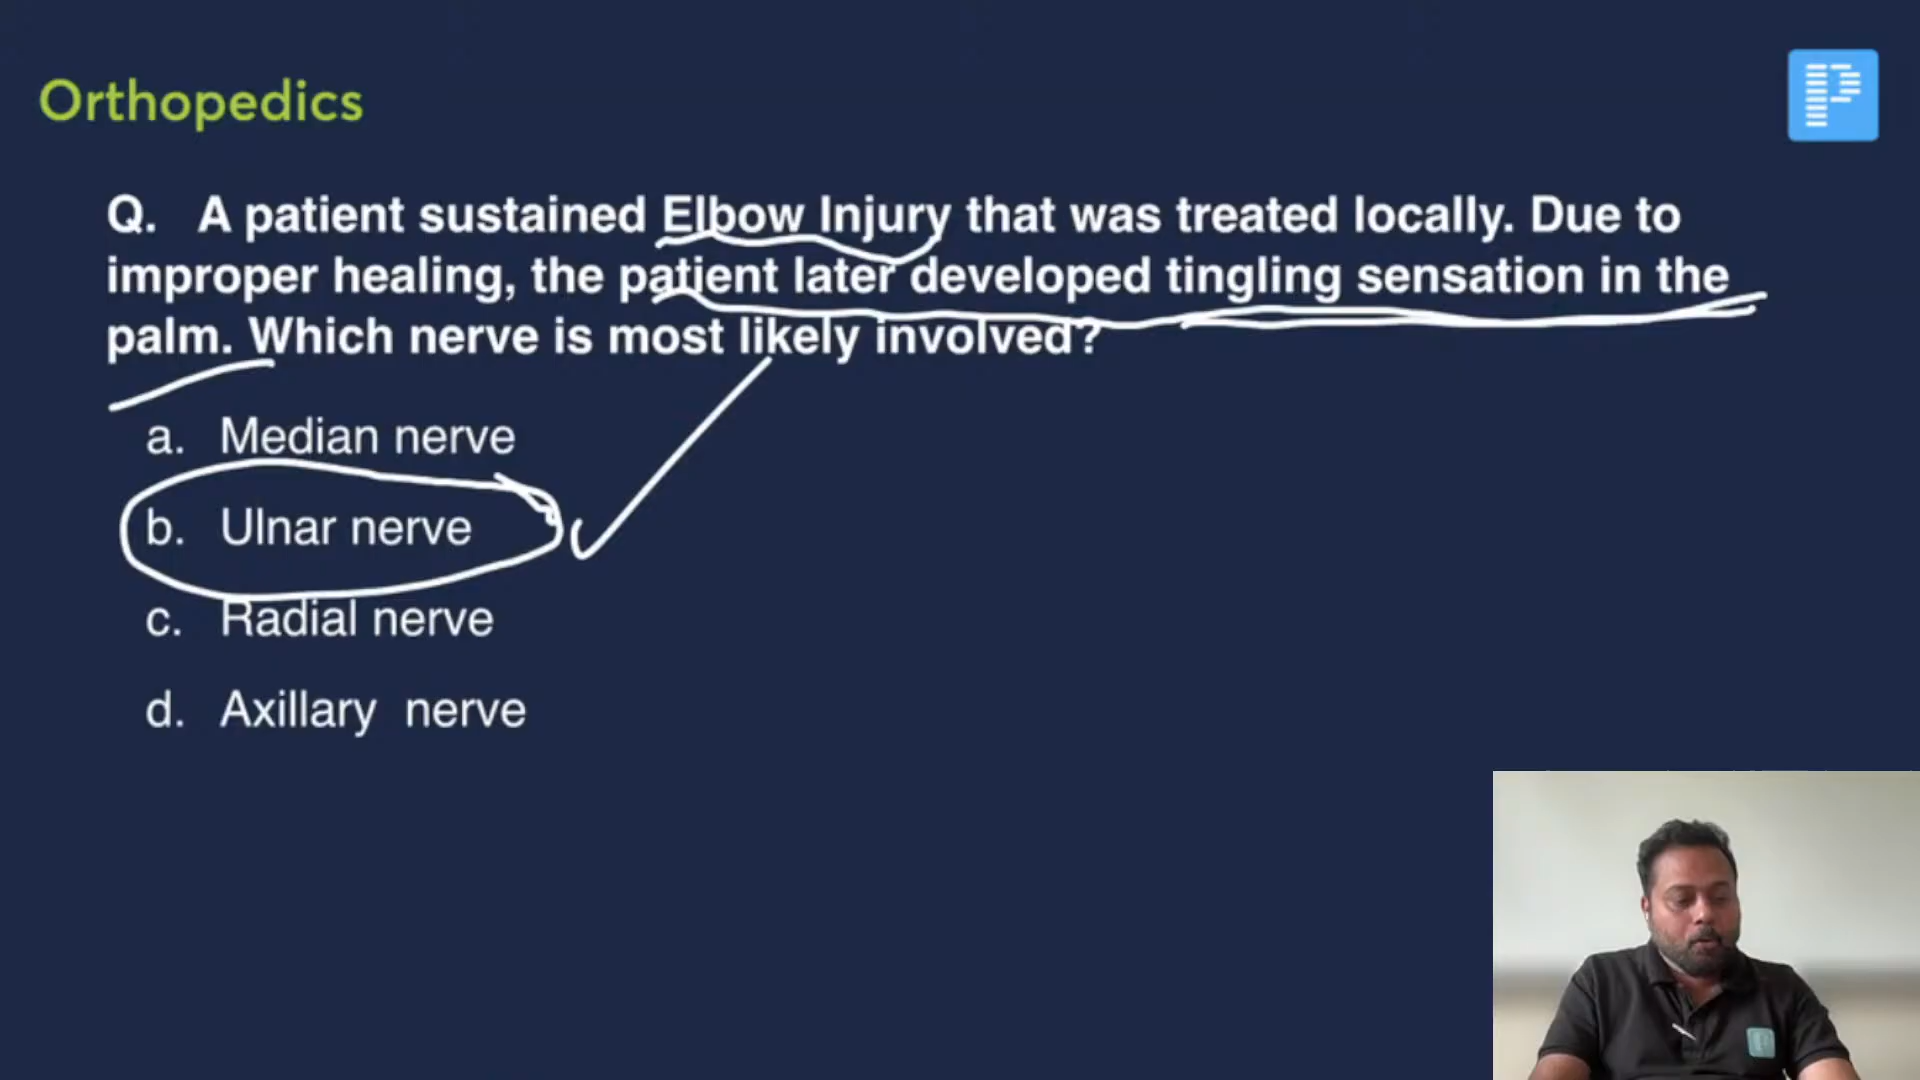 Orthopedics
Q. A patient sustained Elbow Injury that was treated locally. Due to
improper healing, the patient later developed tingling sensation in the
palm. Which nerve is most likely involved?
a. Median nerve
b. Ulnar nerve
c. Radial nerve
d. Axillary nerve